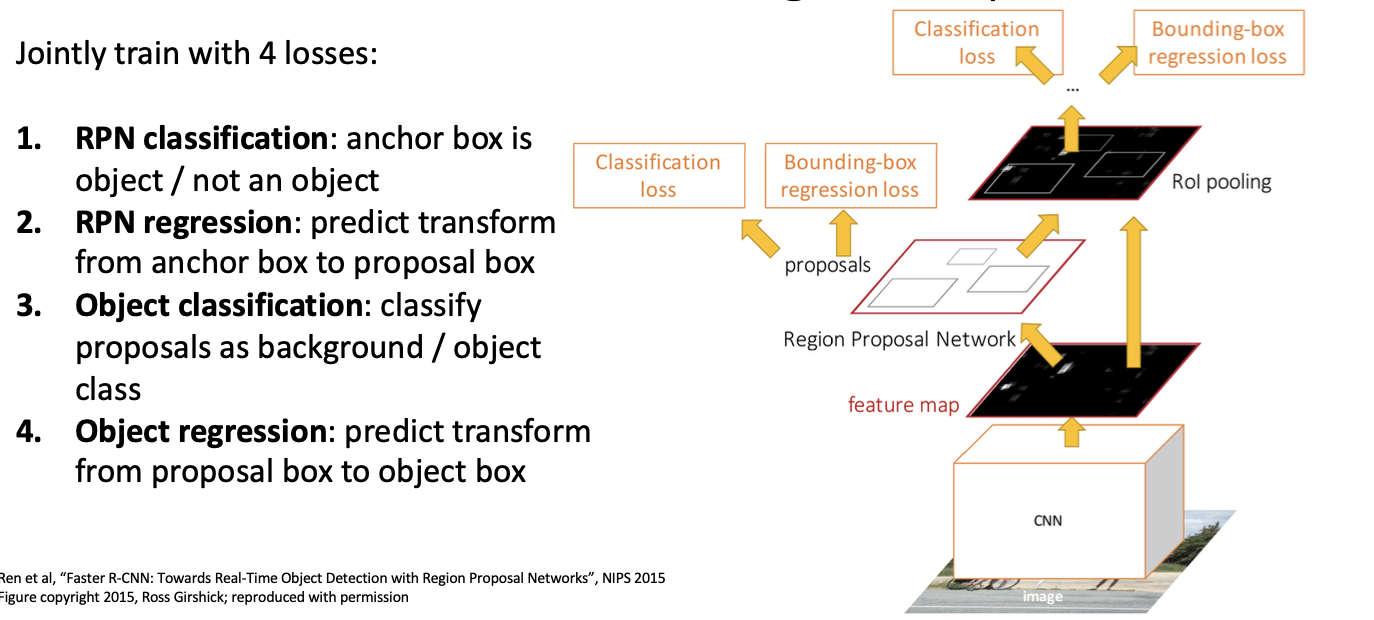 Jointly train with 4 losses:
1. RPN classification: anchor box is
object / not an object
2. RPN regression: predict transform
from anchor box to proposal box
3. Object classification: classify
proposals as background / object
class
4. Object regression: predict transform
from proposal box to object box
Ren et al, “Faster R-CNN: Towards Real-Time Object Detection with Region Proposal Networks”, NIPS 2015
Figure copyright 2015, Ross Girshick; reproduced with permission
Classification
loss
Bounding-box
regression loss
...
Classification
loss
Bounding-box
regression loss
RoI pooling
proposals
Region Proposal Network
feature map
CNN
image